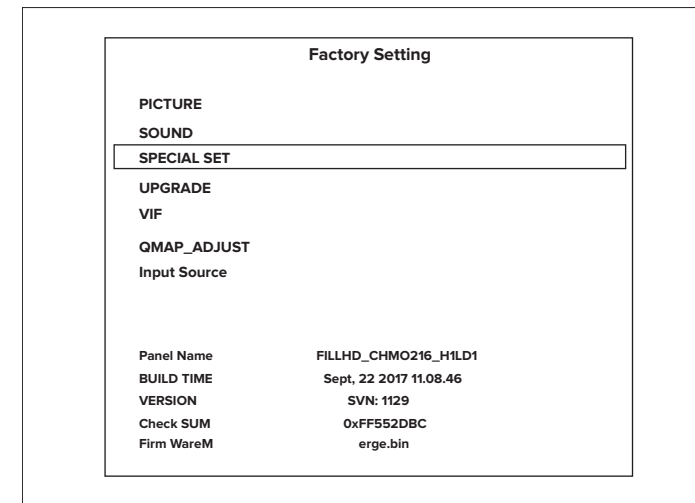 Factory Setting
PICTURE
SOUND
SPECIAL SET
UPGRADE
VIF
QMAP_ADJUST
Input Source
Panel Name FILLHD_CHMO216_H1LD1
BUILD TIME Sept, 22 2017 11.08.46
VERSION SVN: 1129
Check SUM 0xFF552DBC
Firm WareM erge.bin